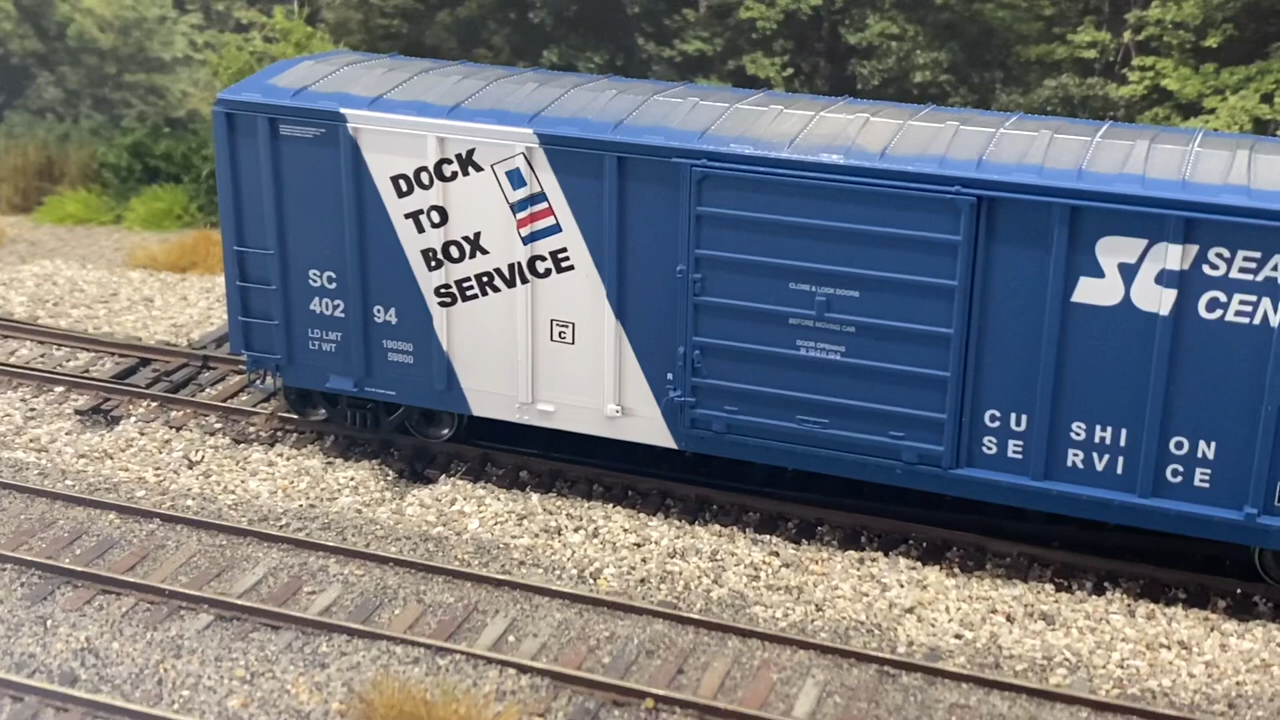 DOCK
TO
BOX
SERVICE
SC
402 94
LD LMT 190500
LT WT 59800
C
CLOSE & LOCK DOORS
BEFORE MOVING CAR
DOOR OPENING
R
SC SEA
CEN
CU SHI ON
SE RVI CE